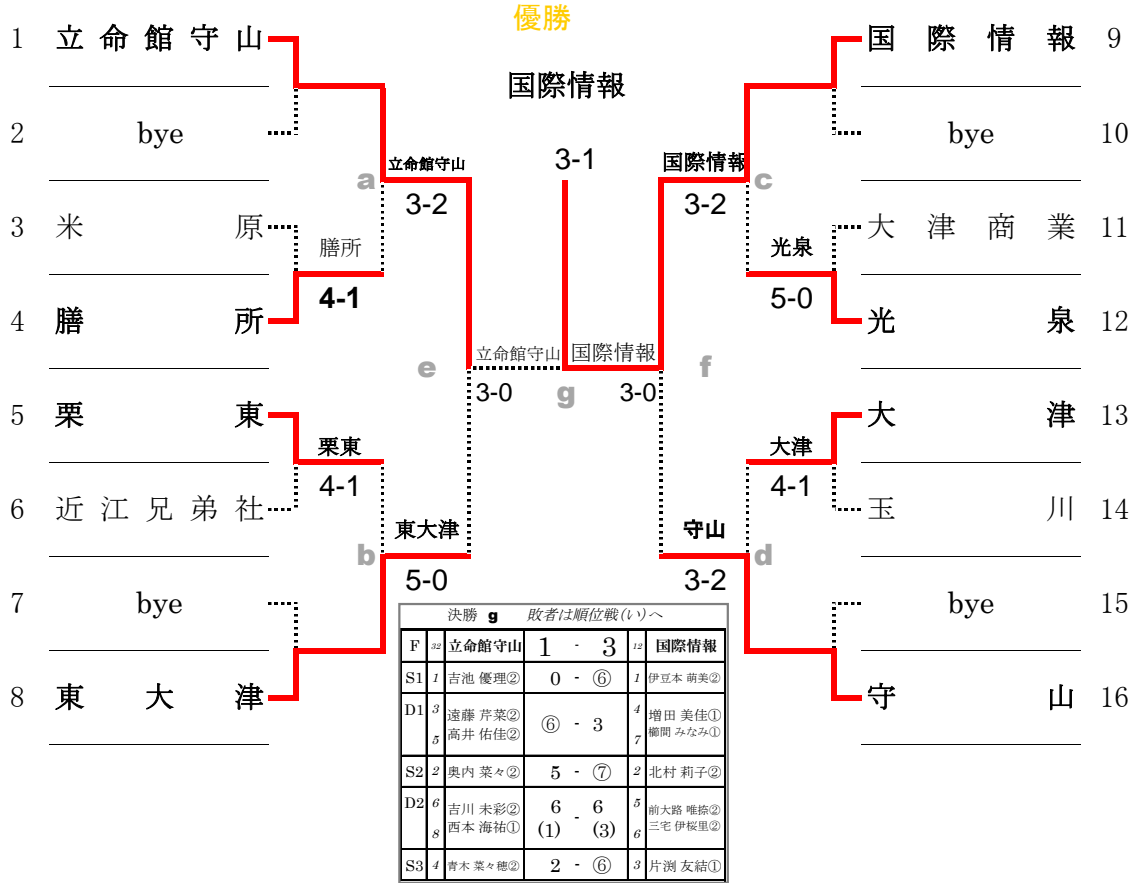 優勝
国際情報
3-1
1 立命館守山
2 bye
3 米原
4 膳所
5 栗東
6 近江兄弟社
7 bye
8 東大津
立命館守山
a
3-2
膳所
4-1
栗東
4-1
東大津
b
5-0
e
立命館守山
3-0
g
国際情報
3-0
f
国際情報
c
3-2
光泉
5-0
大津
4-1
守山
d
3-2
国際情報 9
bye 10
大津商業 11
光泉 12
大津 13
玉川 14
bye 15
守山 16
決勝 g 敗者は順位戦(い)へ
F 32 立命館守山 1 - 3 12 国際情報
S1 1 吉池 優理② 0 - ⑥ 1 伊豆本 萌美②
D1 3 遠藤 芹菜② ⑥ - 3 4 増田 美佳①
5 高井 佑佳② 7 櫛間 みなみ①
S2 2 奥内 菜々② 5 - ⑦ 2 北村 莉子②
D2 6 吉川 未彩② 6 - 6 5 前大路 唯捺②
8 西本 海祐① (1) (3) 6 三宅 伊桜里②
S3 4 青木 菜々穂② 2 - ⑥ 3 片渕 友結①